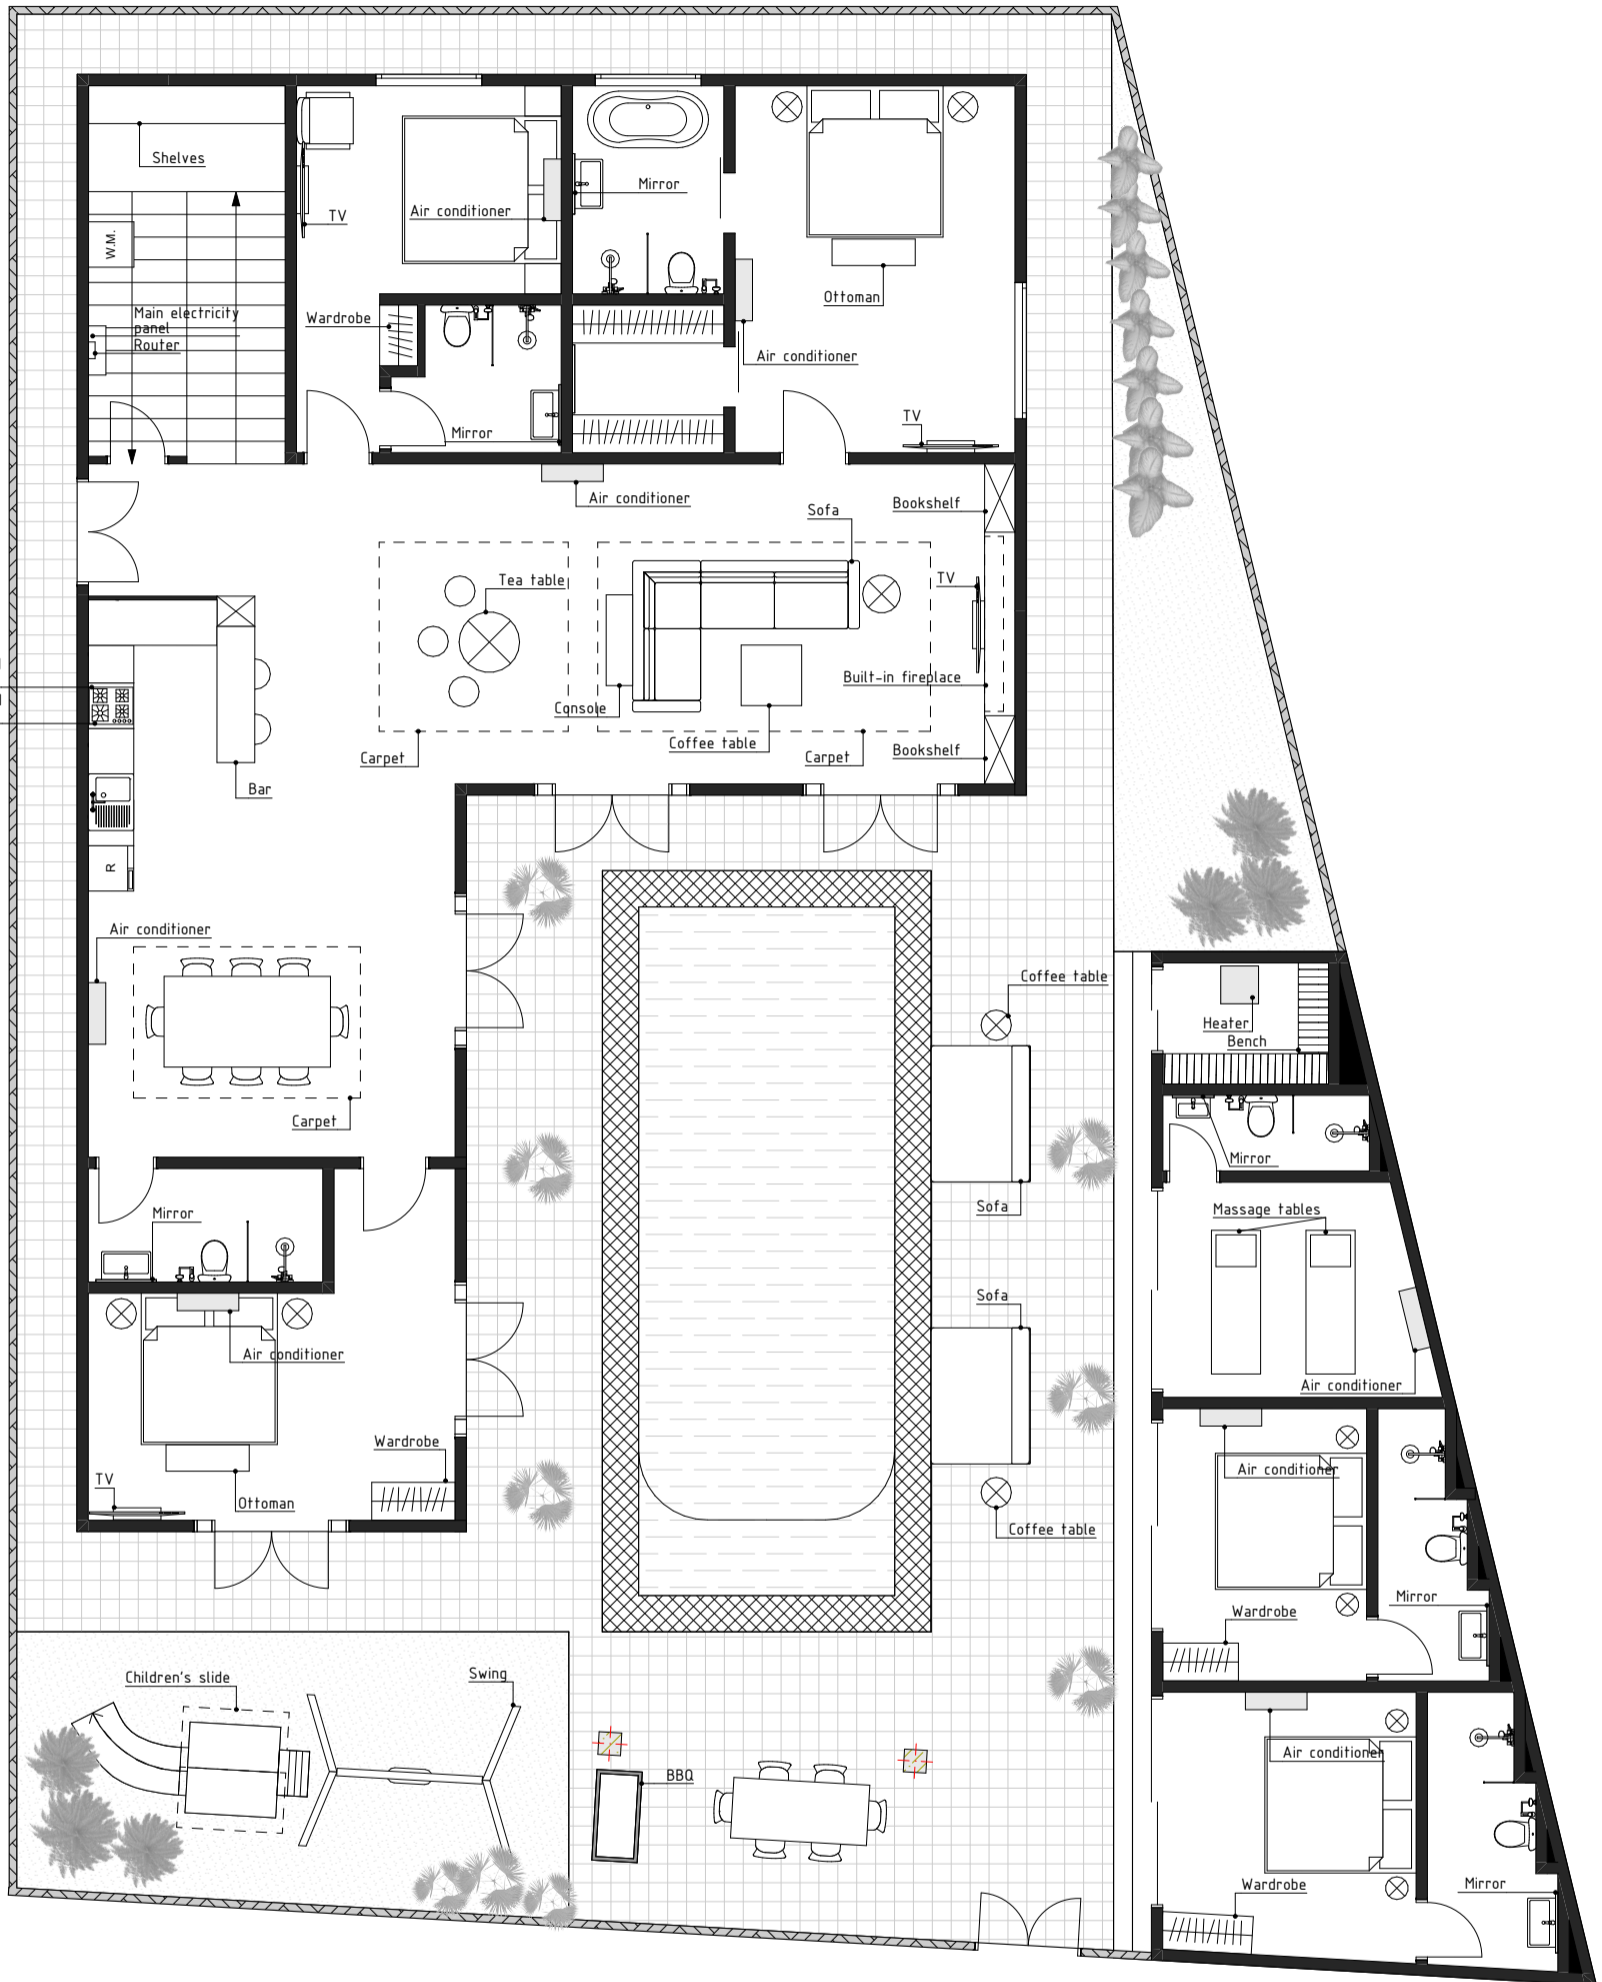 Shelves
TV
Air conditioner
Mirror
W.M.
Ottoman
Main electricity
panel
Router
Wardrobe
Air conditioner
Mirror
TV
Air conditioner
Bookshelf
Sofa
Tea table
TV
Built-in fireplace
Console
Coffee table
Carpet
Carpet
Bookshelf
Bar
R
Air conditioner
Coffee table
Heater
Bench
Carpet
Mirror
Sofa
Massage tables
Mirror
Sofa
Air conditioner
Air conditioner
Wardrobe
Air conditioner
TV
Ottoman
Coffee table
Mirror
Wardrobe
Children's slide
Swing
Air conditioner
BBQ
Wardrobe
Mirror